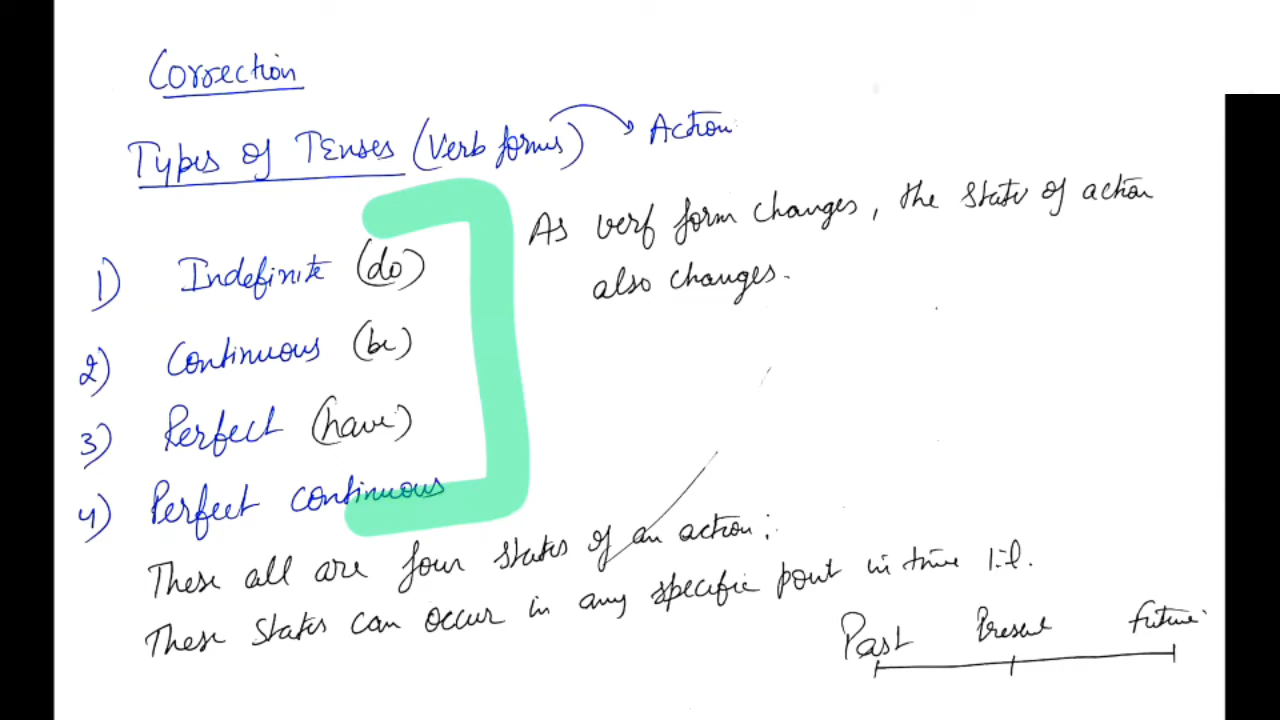 Correction
Types of Tenses (Verb forms) Action
As verb form changes, the state of action
also changes.
1) Indefinite (do)
2) Continuous (be)
3) Perfect (have)
4) Perfect continuous
These all are four states of an action;
These states can occur in any specific point in time i.e.
Past Present future